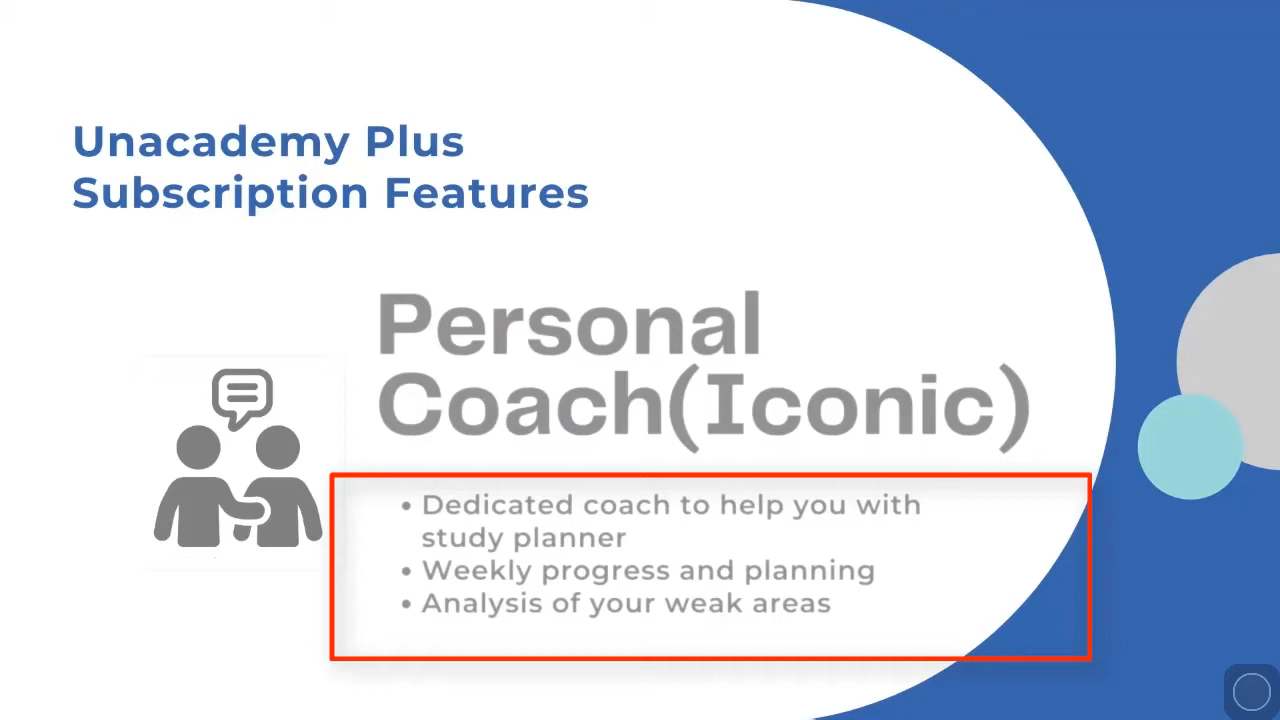 Unacademy Plus
Subscription Features
Personal
Coach(Iconic)
• Dedicated coach to help you with
study planner
• Weekly progress and planning
• Analysis of your weak areas